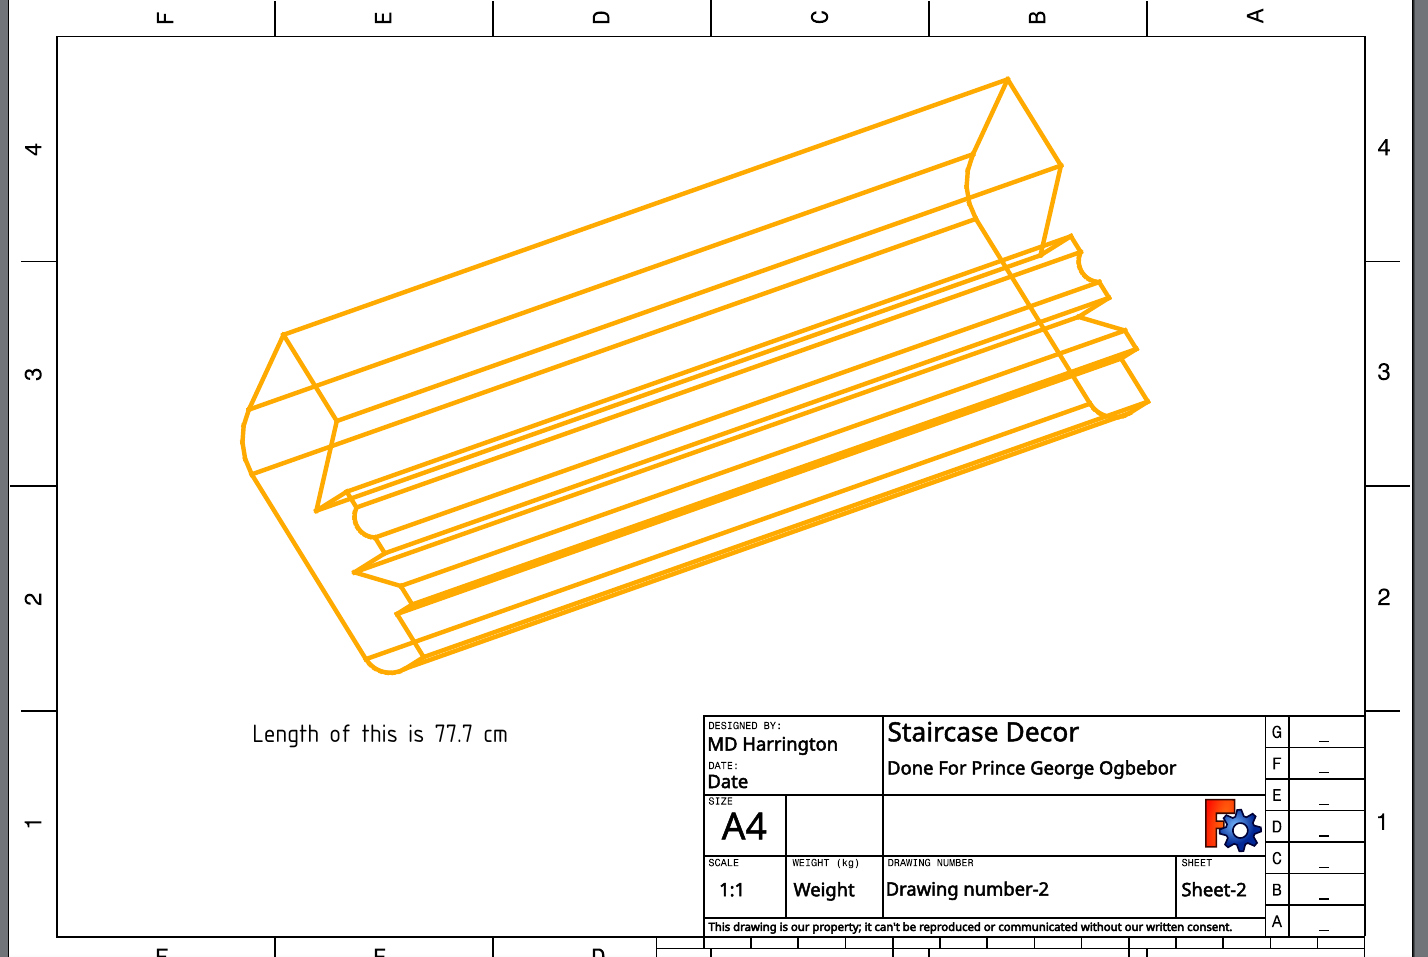 F E D C B A
4 4
3 3
2 2
1 1
Length of this is 77.7 cm
DESIGNED BY:
MD Harrington
DATE:
Date
Staircase Decor
Done For Prince George Ogbebor
SIZE
A4
SCALE
1:1
WEIGHT (kg)
Weight
DRAWING NUMBER
Drawing number-2
SHEET
Sheet-2
This drawing is our property; it can't be reproduced or communicated without our written consent.
G _
F _
E _
D _
C _
B _
A _
F E D